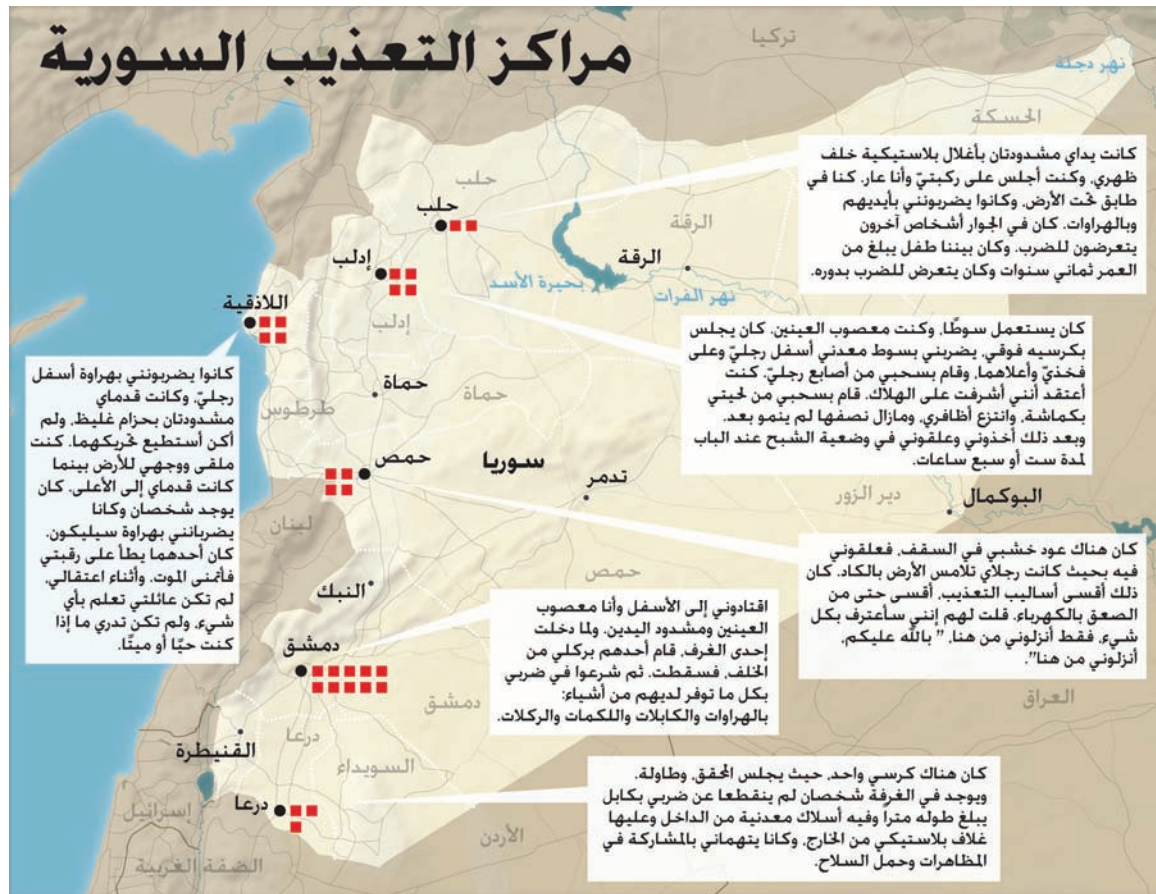 مراكز التعذيب السورية
تركيا
نهر دجلة
الحسكة
كانت يداي مشدودتان بأغلال بلاستيكية خلف
ظهري، وكنت أجلس على ركبتيّ وأنا عار. كنا في
طابق تحت الأرض، وكانوا يضربونني بأيديهم
وبالهراوات. كان في الجوار أشخاص آخرون
يتعرضون للضرب. وكان بيننا طفل يبلغ من
العمر ثماني سنوات وكان يتعرض للضرب بدوره.
حلب
حلب
الرقة
الرقة
إدلب
بحيرة الأسد
نهر الفرات
اللاذقية
إدلب
كان يستعمل سوطًا، وكنت معصوب العينين. كان يجلس
بكرسيه فوقي، يضربني بسوط معدني أسفل رجليّ وعلى
فخذيّ وأعلاهما، وقام بسحبي من أصابع رجليّ. كنت
أعتقد أنني أشرفت على الهلاك. قام بسحبي من لحيتي
بكماشة، وانتزع أظافري، ومازال نصفها لم ينمو بعد.
وبعد ذلك أخذوني وعلقوني في وضعية الشبح عند الباب
لمدة ست أو سبع ساعات.
كانوا يضربونني بهراوة أسفل
رجليّ، وكانت قدماي
مشدودتان بحزام غليظ، ولم
أكن أستطيع تحريكهما. كنت
ملقى ووجهي للأرض بينما
كانت قدماي إلى الأعلى. كان
يوجد شخصان وكانا
يضربانني بهراوة سيليكون.
كان أحدهما يطأ على رقبتي
فأتمنى الموت. وأثناء اعتقالي،
لم تكن عائلتي تعلم بأي
شيء، ولم تكن تدري ما إذا
كنت حيًا أو ميتًا.
حماة
حماة
طرطوس
حمص
سوريا
تدمر
دير الزور
البوكمال
لبنان
حمص
كان هناك عود خشبي في السقف، فعلقوني
فيه بحيث كانت رجلاي تلامس الأرض بالكاد. كان
ذلك أقسى أساليب التعذيب، أقسى حتى من
الصعق بالكهرباء. قلت لهم إنني سأعترف بكل
شيء، فقط أنزلوني من هنا، " بالله عليكم،
أنزلوني من هنا".
النبك
اقتادوني إلى الأسفل وأنا معصوب
العينين ومشدود اليدين. ولما دخلت
إحدى الغرف، قام أحدهم بركلي من
الخلف، فسقطت. ثم شرعوا في ضربي
بكل ما توفر لديهم من أشياء:
بالهراوات والكابلات واللكمات والركلات.
دمشق
دمشق
العراق
القنيطرة
درعا
السويداء
كان هناك كرسي واحد، حيث يجلس المحقق، وطاولة.
ويوجد في الغرفة شخصان لم ينقطعا عن ضربي بكابل
يبلغ طوله متراً وفيه أسلاك معدنية من الداخل وعليها
غلاف بلاستيكي من الخارج، وكانا يتهماني بالمشاركة في
المظاهرات وحمل السلاح.
درعا
إسرائيل
الأردن
الضفة الغربية